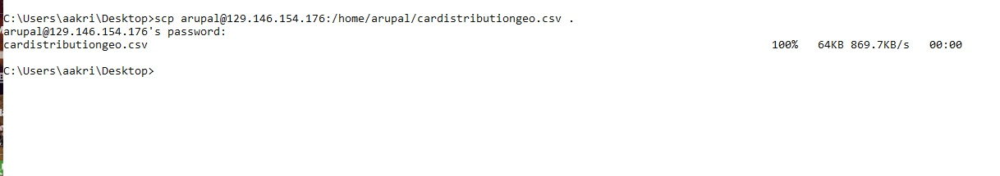 C:\Users\aakri\Desktop>scp arupal@129.146.154.176:/home/arupal/cardistributiongeo.csv .
arupal@129.146.154.176's password:
cardistributiongeo.csv 100% 64KB 869.7KB/s 00:00
C:\Users\aakri\Desktop>